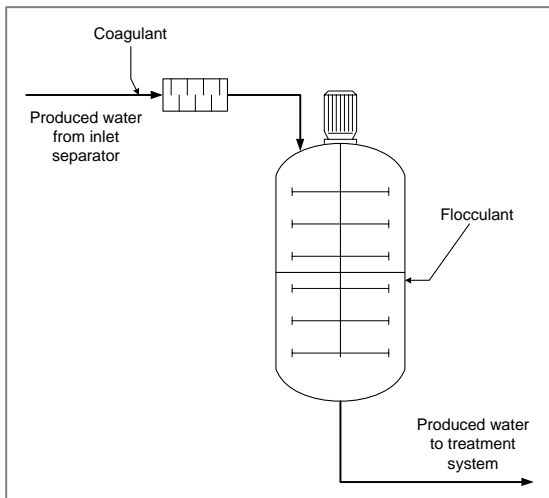 Coagulant
Produced water
from inlet
separator
Flocculant
Produced water
to treatment
system